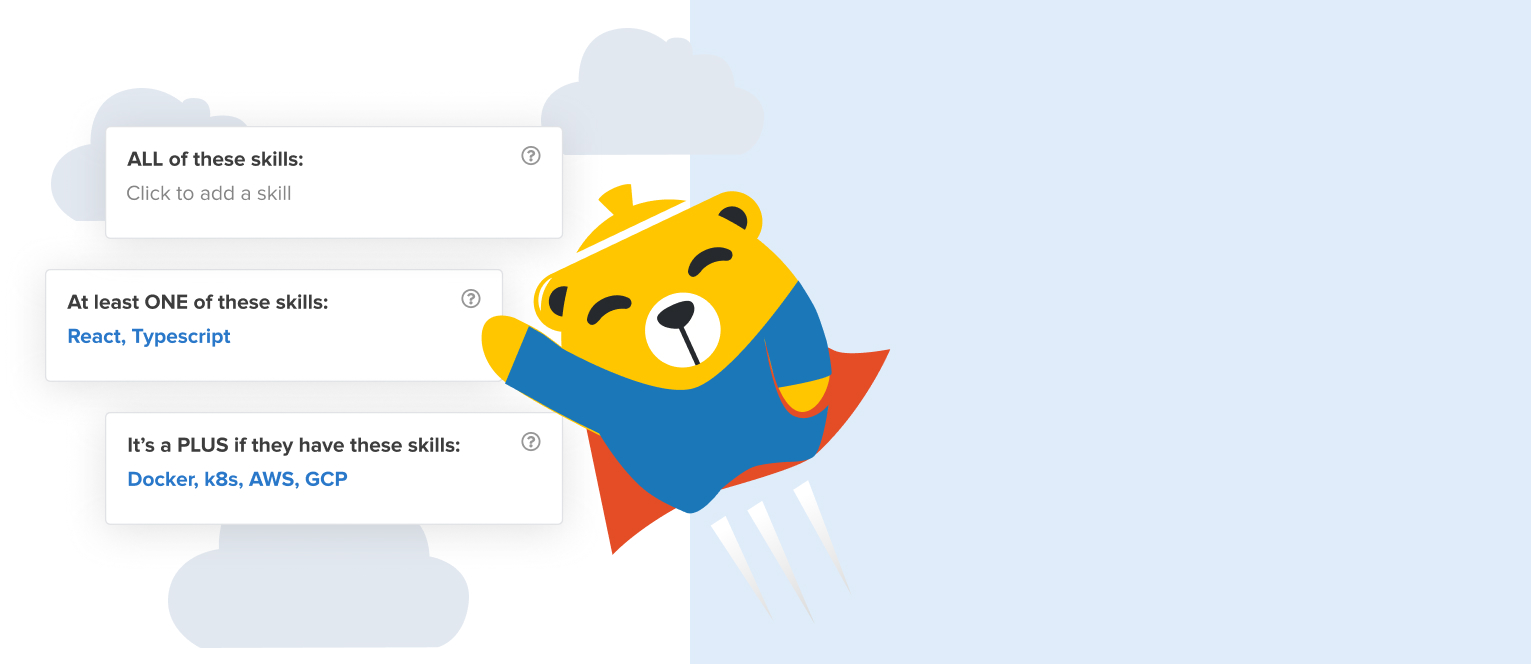 ALL of these skills:
Click to add a skill
At least ONE of these skills:
React, Typescript
It’s a PLUS if they have these skills:
Docker, k8s, AWS, GCP